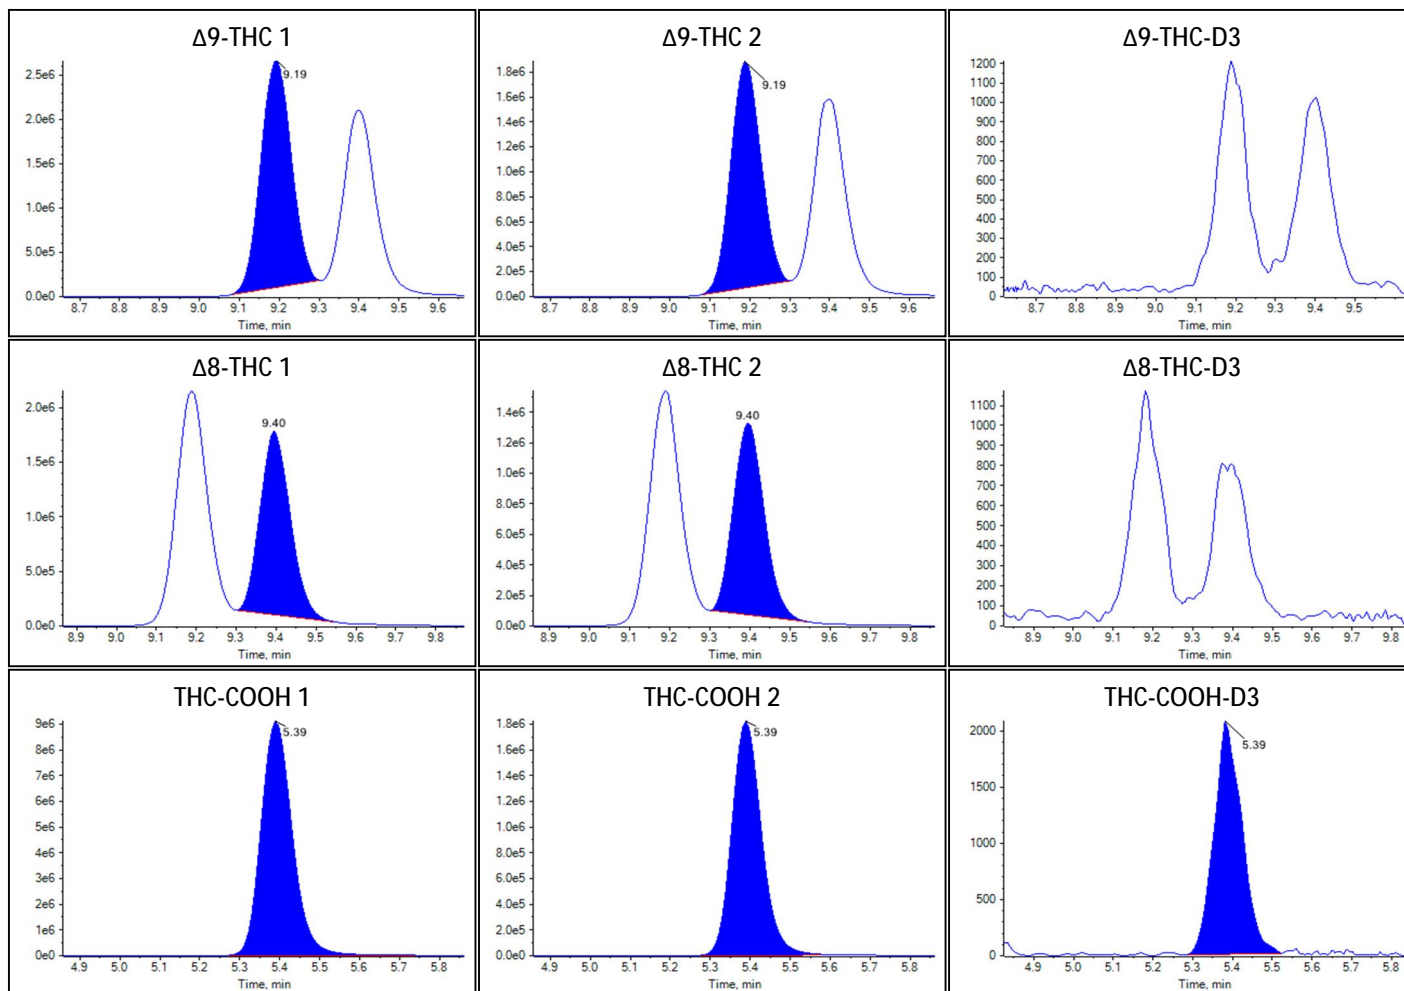 Δ9-THC 1
2.5e6
2.0e6
1.5e6
1.0e6
5.0e5
0.0e0
9.19
8.7 8.8 8.9 9.0 9.1 9.2 9.3 9.4 9.5 9.6
Time, min
Δ9-THC 2
1.8e6
1.6e6
1.4e6
1.2e6
1.0e6
8.0e5
6.0e5
4.0e5
2.0e5
0.0e0
9.19
8.7 8.8 8.9 9.0 9.1 9.2 9.3 9.4 9.5 9.6
Time, min
Δ9-THC-D3
1200
1100
1000
900
800
700
600
500
400
300
200
100
0
8.7 8.8 8.9 9.0 9.1 9.2 9.3 9.4 9.5
Time, min
Δ8-THC 1
2.0e6
1.5e6
1.0e6
5.0e5
0.0e0
9.40
8.9 9.0 9.1 9.2 9.3 9.4 9.5 9.6 9.7 9.8
Time, min
Δ8-THC 2
1.4e6
1.2e6
1.0e6
8.0e5
6.0e5
4.0e5
2.0e5
0.0e0
9.40
8.9 9.0 9.1 9.2 9.3 9.4 9.5 9.6 9.7 9.8
Time, min
Δ8-THC-D3
1100
1000
900
800
700
600
500
400
300
200
100
0
8.9 9.0 9.1 9.2 9.3 9.4 9.5 9.6 9.7 9.8
Time, min
THC-COOH 1
9e6
8e6
7e6
6e6
5e6
4e6
3e6
2e6
1e6
0e0
5.39
4.9 5.0 5.1 5.2 5.3 5.4 5.5 5.6 5.7 5.8
Time, min
THC-COOH 2
1.8e6
1.6e6
1.4e6
1.2e6
1.0e6
8.0e5
6.0e5
4.0e5
2.0e5
0.0e0
5.39
4.9 5.0 5.1 5.2 5.3 5.4 5.5 5.6 5.7 5.8
Time, min
THC-COOH-D3
2000
1500
1000
500
0
5.39
4.9 5.0 5.1 5.2 5.3 5.4 5.5 5.6 5.7 5.8
Time, min